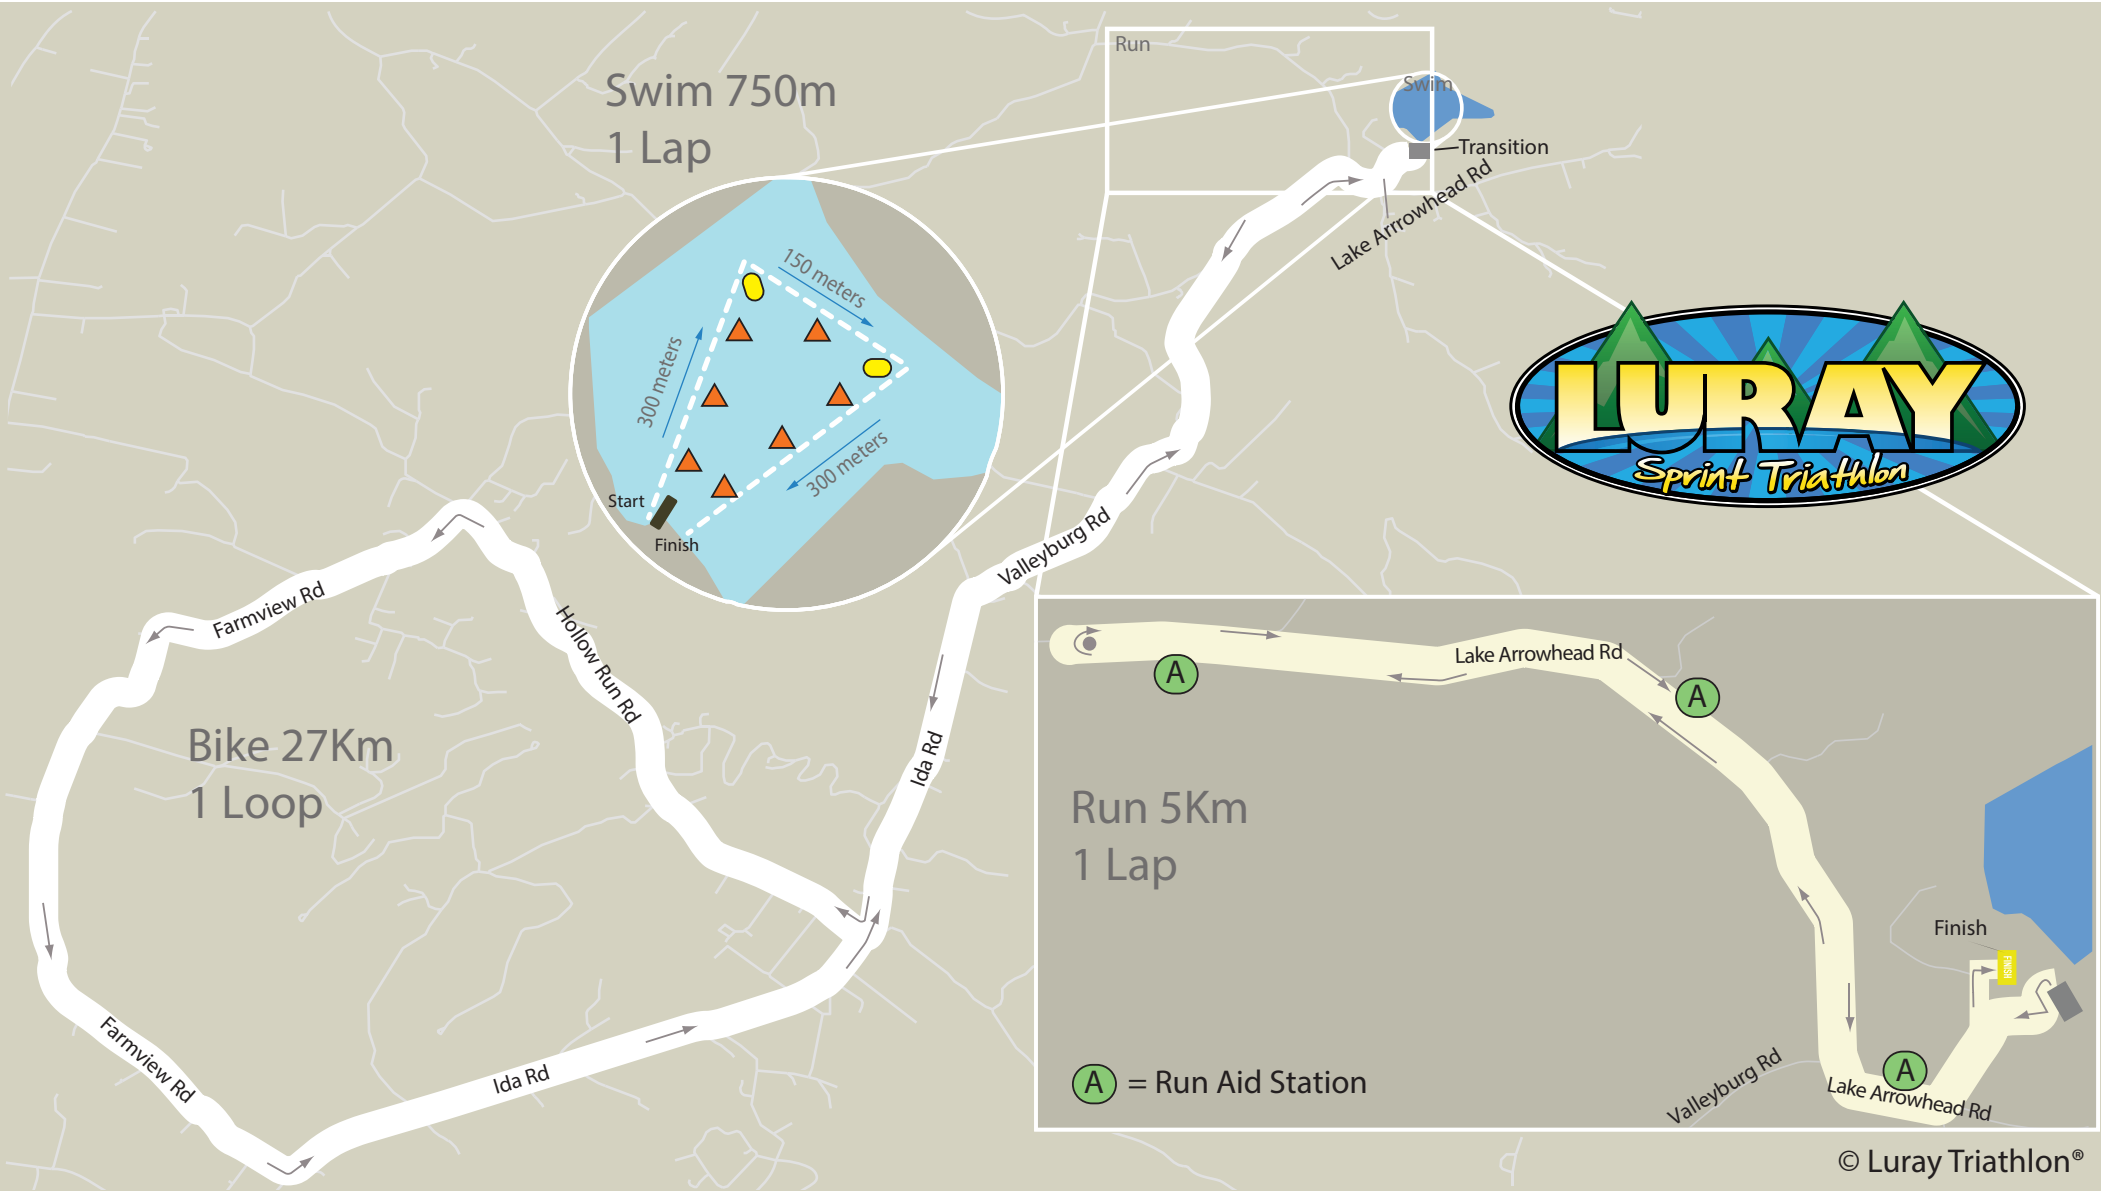 Run
Swim
Swim 750m
1 Lap
Transition
Lake Arrowhead Rd
150 meters
300 meters
300 meters
Start
Finish
LURAY
Sprint Triathlon
Valleyburg Rd
Farmview Rd
Hollow Run Rd
Ida Rd
Bike 27Km
1 Loop
Farmview Rd
Ida Rd
Lake Arrowhead Rd
A
A
Run 5Km
1 Lap
Finish
FINISH
A
Valleyburg Rd
Lake Arrowhead Rd
A = Run Aid Station
© Luray Triathlon®